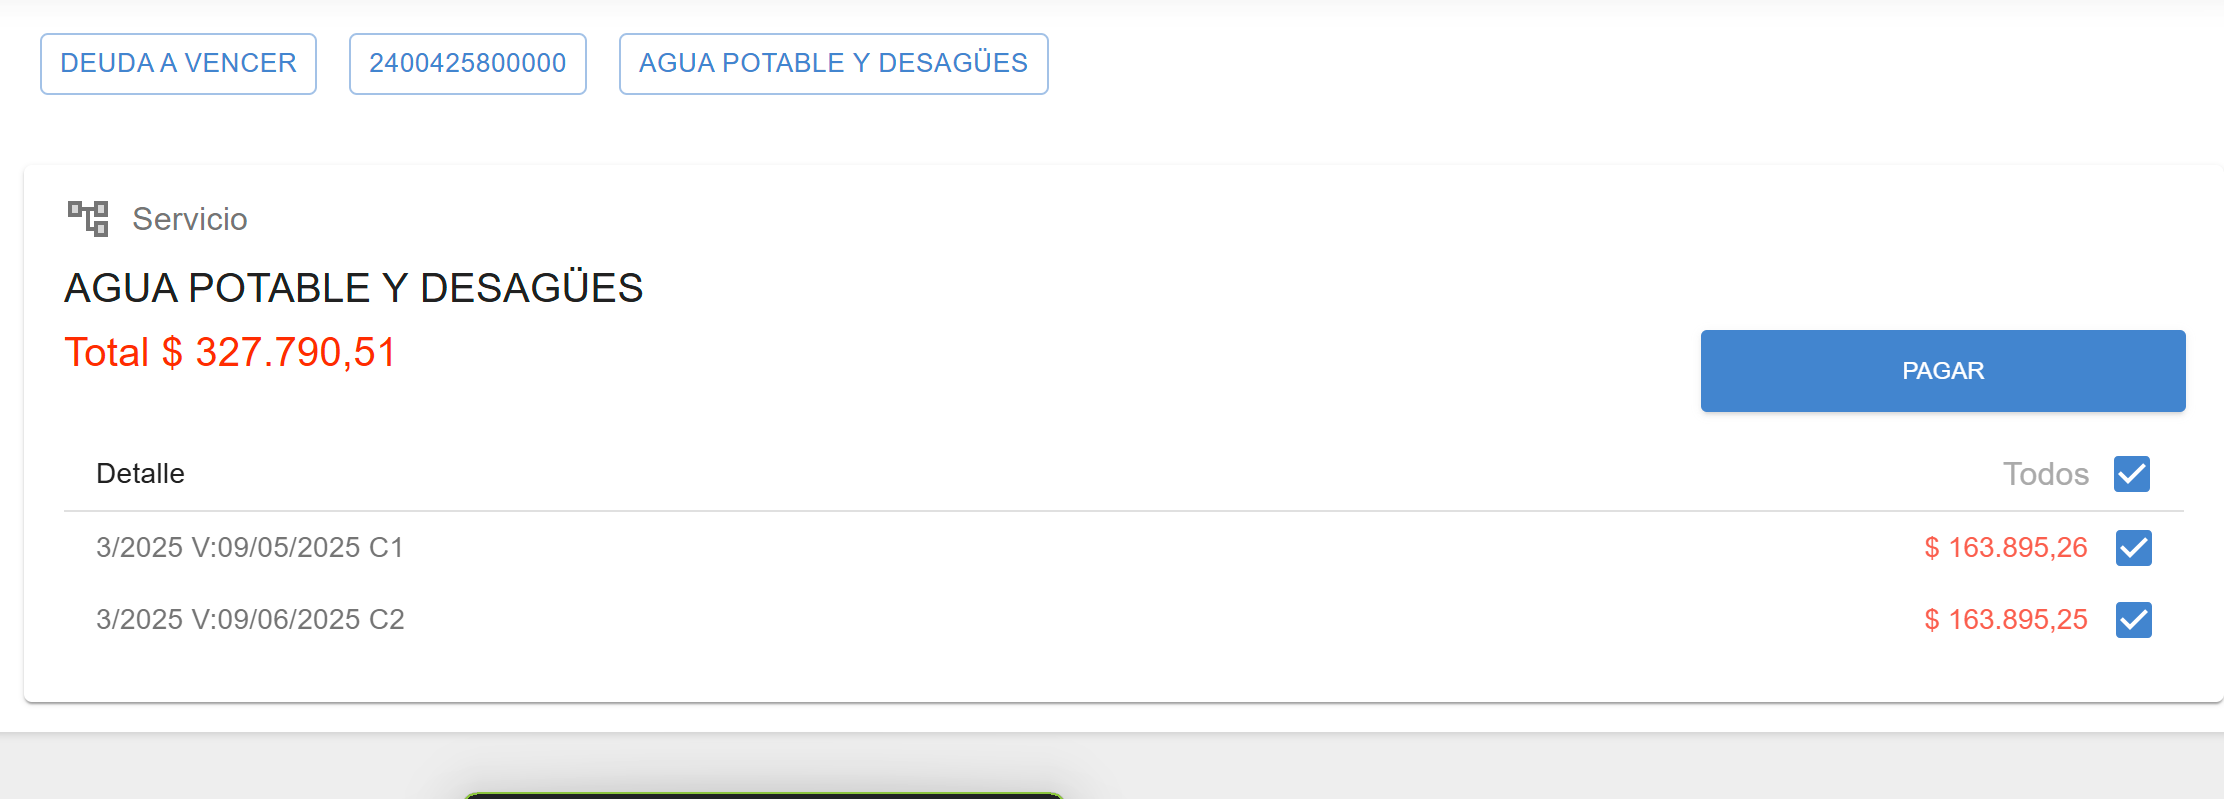 DEUDA A VENCER 2400425800000 AGUA POTABLE Y DESAGÜES
Servicio
AGUA POTABLE Y DESAGÜES
Total $ 327.790,51
PAGAR
Detalle Todos
3/2025 V:09/05/2025 C1 $ 163.895,26
3/2025 V:09/06/2025 C2 $ 163.895,25